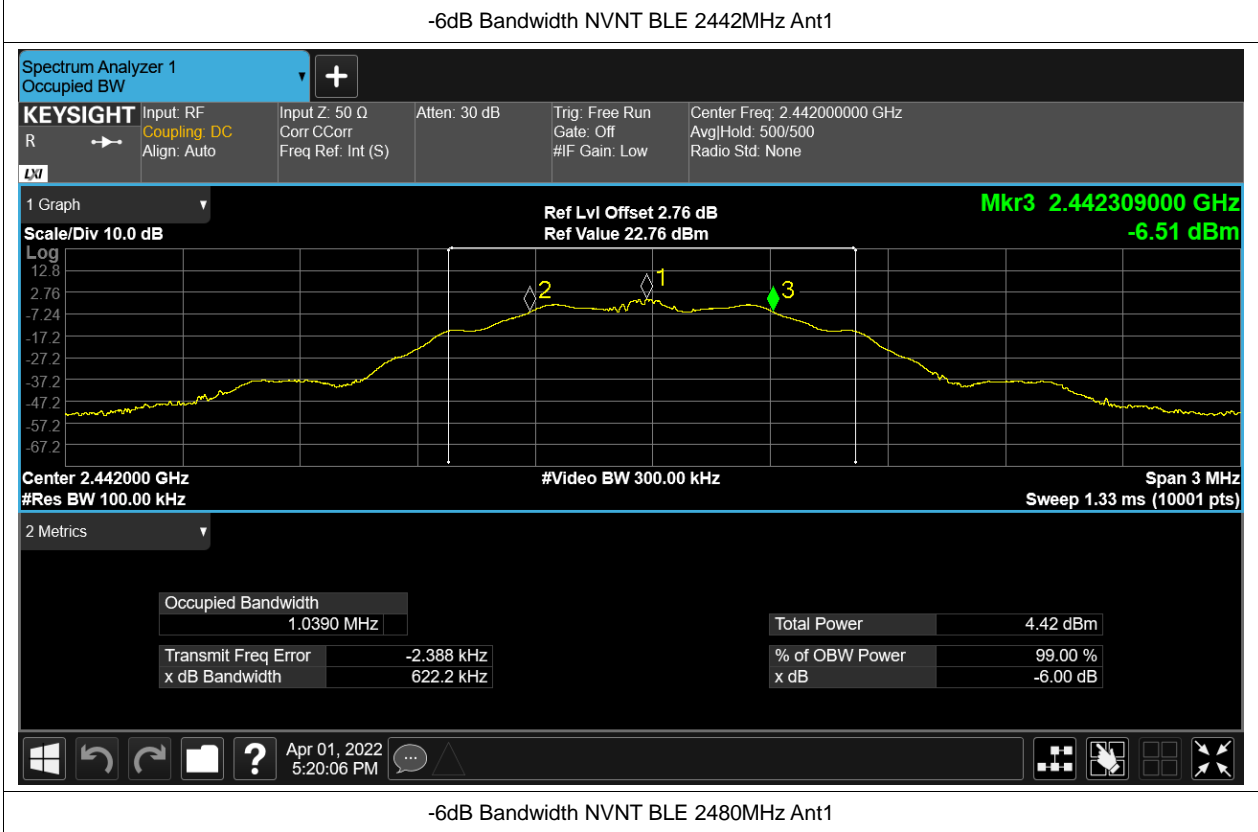 -6dB Bandwidth NVNT BLE 2442MHz Ant1
Spectrum Analyzer 1
Occupied BW
KEYSIGHT
R
LXI
Input: RF
Coupling: DC
Align: Auto
Input Z: 50 Ω
Corr CCorr
Freq Ref: Int (S)
Atten: 30 dB
Trig: Free Run
Gate: Off
#IF Gain: Low
Center Freq: 2.442000000 GHz
Avg|Hold: 500/500
Radio Std: None
1 Graph
Scale/Div 10.0 dB
Ref Lvl Offset 2.76 dB
Ref Value 22.76 dBm
Mkr3 2.442309000 GHz
-6.51 dBm
Log
12.8
2.76
-7.24
-17.2
-27.2
-37.2
-47.2
-57.2
-67.2
2
1
3
Center 2.442000 GHz
#Video BW 300.00 kHz
Span 3 MHz
#Res BW 100.00 kHz
Sweep 1.33 ms (10001 pts)
2 Metrics
Occupied Bandwidth
1.0390 MHz
Transmit Freq Error -2.388 kHz
x dB Bandwidth 622.2 kHz
Total Power 4.42 dBm
% of OBW Power 99.00 %
x dB -6.00 dB
?
Apr 01, 2022
5:20:06 PM
-6dB Bandwidth NVNT BLE 2480MHz Ant1